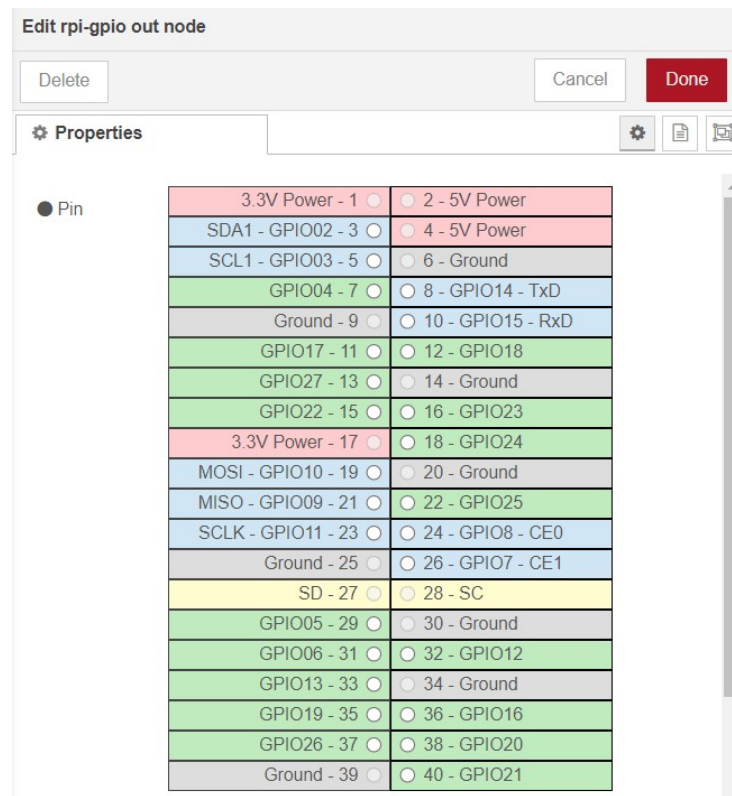 Edit rpi-gpio out node
Delete Cancel Done
Properties
Pin
3.3V Power - 1 2 - 5V Power
SDA1 - GPIO02 - 3 4 - 5V Power
SCL1 - GPIO03 - 5 6 - Ground
GPIO04 - 7 8 - GPIO14 - TxD
Ground - 9 10 - GPIO15 - RxD
GPIO17 - 11 12 - GPIO18
GPIO27 - 13 14 - Ground
GPIO22 - 15 16 - GPIO23
3.3V Power - 17 18 - GPIO24
MOSI - GPIO10 - 19 20 - Ground
MISO - GPIO09 - 21 22 - GPIO25
SCLK - GPIO11 - 23 24 - GPIO8 - CE0
Ground - 25 26 - GPIO7 - CE1
SD - 27 28 - SC
GPIO05 - 29 30 - Ground
GPIO06 - 31 32 - GPIO12
GPIO13 - 33 34 - Ground
GPIO19 - 35 36 - GPIO16
GPIO26 - 37 38 - GPIO20
Ground - 39 40 - GPIO21